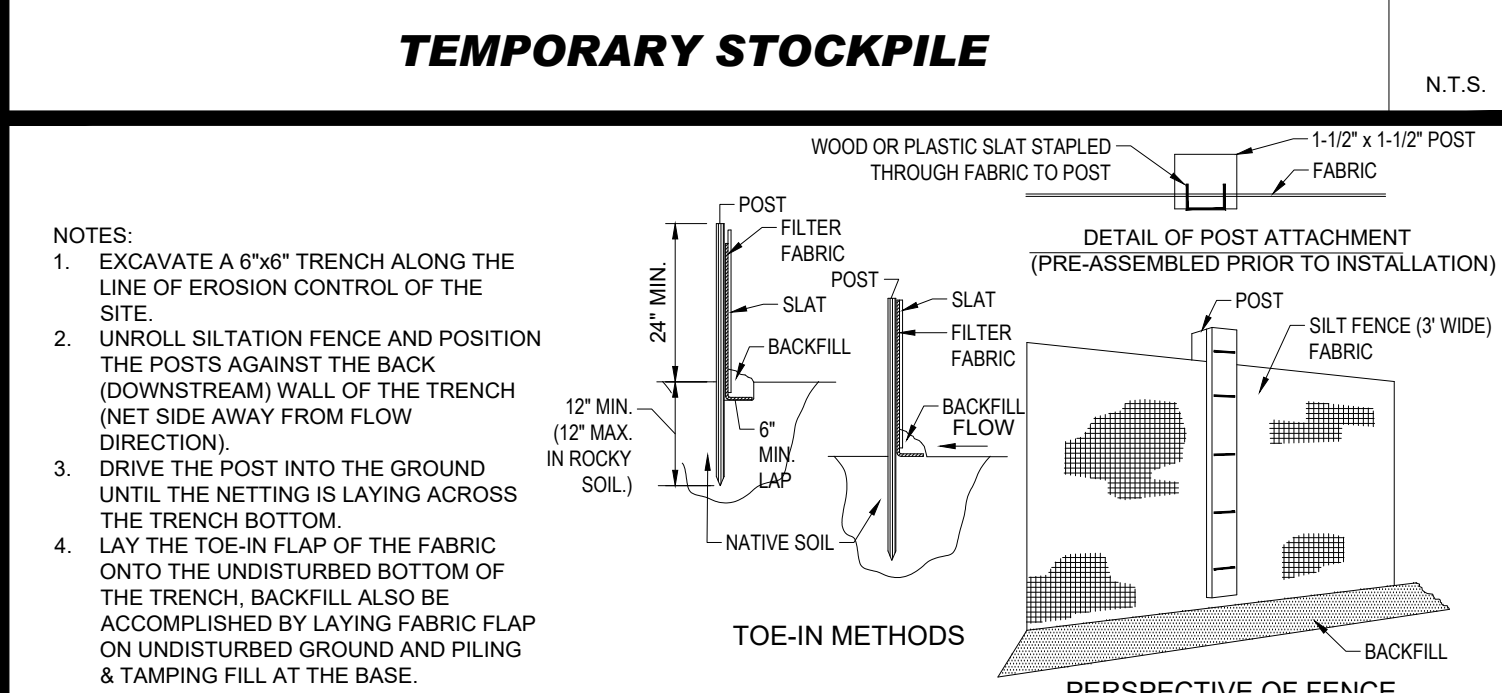 TEMPORARY STOCKPILE
N.T.S.
NOTES:
1. EXCAVATE A 6"x6" TRENCH ALONG THE
LINE OF EROSION CONTROL OF THE
SITE.
2. UNROLL SILTATION FENCE AND POSITION
THE POSTS AGAINST THE BACK
(DOWNSTREAM) WALL OF THE TRENCH
(NET SIDE AWAY FROM FLOW
DIRECTION).
3. DRIVE THE POST INTO THE GROUND
UNTIL THE NETTING IS LAYING ACROSS
THE TRENCH BOTTOM.
4. LAY THE TOE-IN FLAP OF THE FABRIC
ONTO THE UNDISTURBED BOTTOM OF
THE TRENCH, BACKFILL ALSO BE
ACCOMPLISHED BY LAYING FABRIC FLAP
ON UNDISTURBED GROUND AND PILING
& TAMPING FILL AT THE BASE.
POST
FILTER
FABRIC
SLAT
BACKFILL
24" MIN.
12" MIN.
(12" MAX.
IN ROCKY
SOIL.)
6"
MIN.
LAP
NATIVE SOIL
POST
SLAT
FILTER
FABRIC
BACKFILL
FLOW
TOE-IN METHODS
WOOD OR PLASTIC SLAT STAPLED
THROUGH FABRIC TO POST
1-1/2" x 1-1/2" POST
FABRIC
DETAIL OF POST ATTACHMENT
(PRE-ASSEMBLED PRIOR TO INSTALLATION)
POST
SILT FENCE (3' WIDE)
FABRIC
BACKFILL
PERSPECTIVE OF FENCE